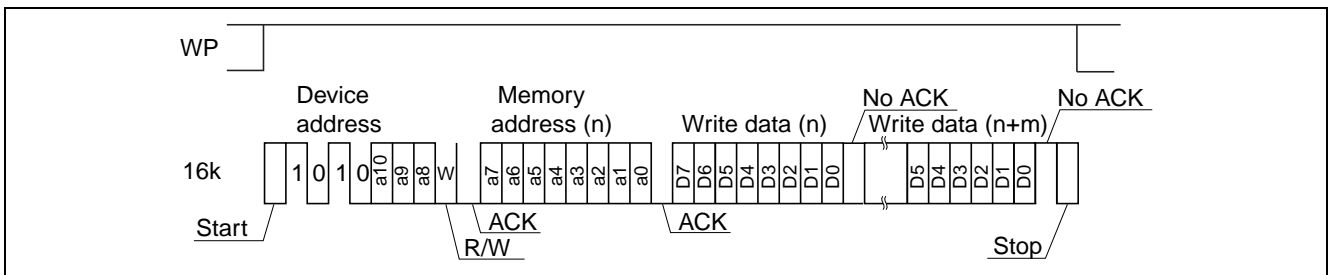 WP
Device Memory No ACK No ACK
address address (n) Write data (n) Write data (n+m)
16k 1 0 1 0 a10 a9 a8 W a7 a6 a5 a4 a3 a2 a1 a0 D7 D6 D5 D4 D3 D2 D1 D0 D5 D4 D3 D2 D1 D0
Start ACK ACK
R/W Stop